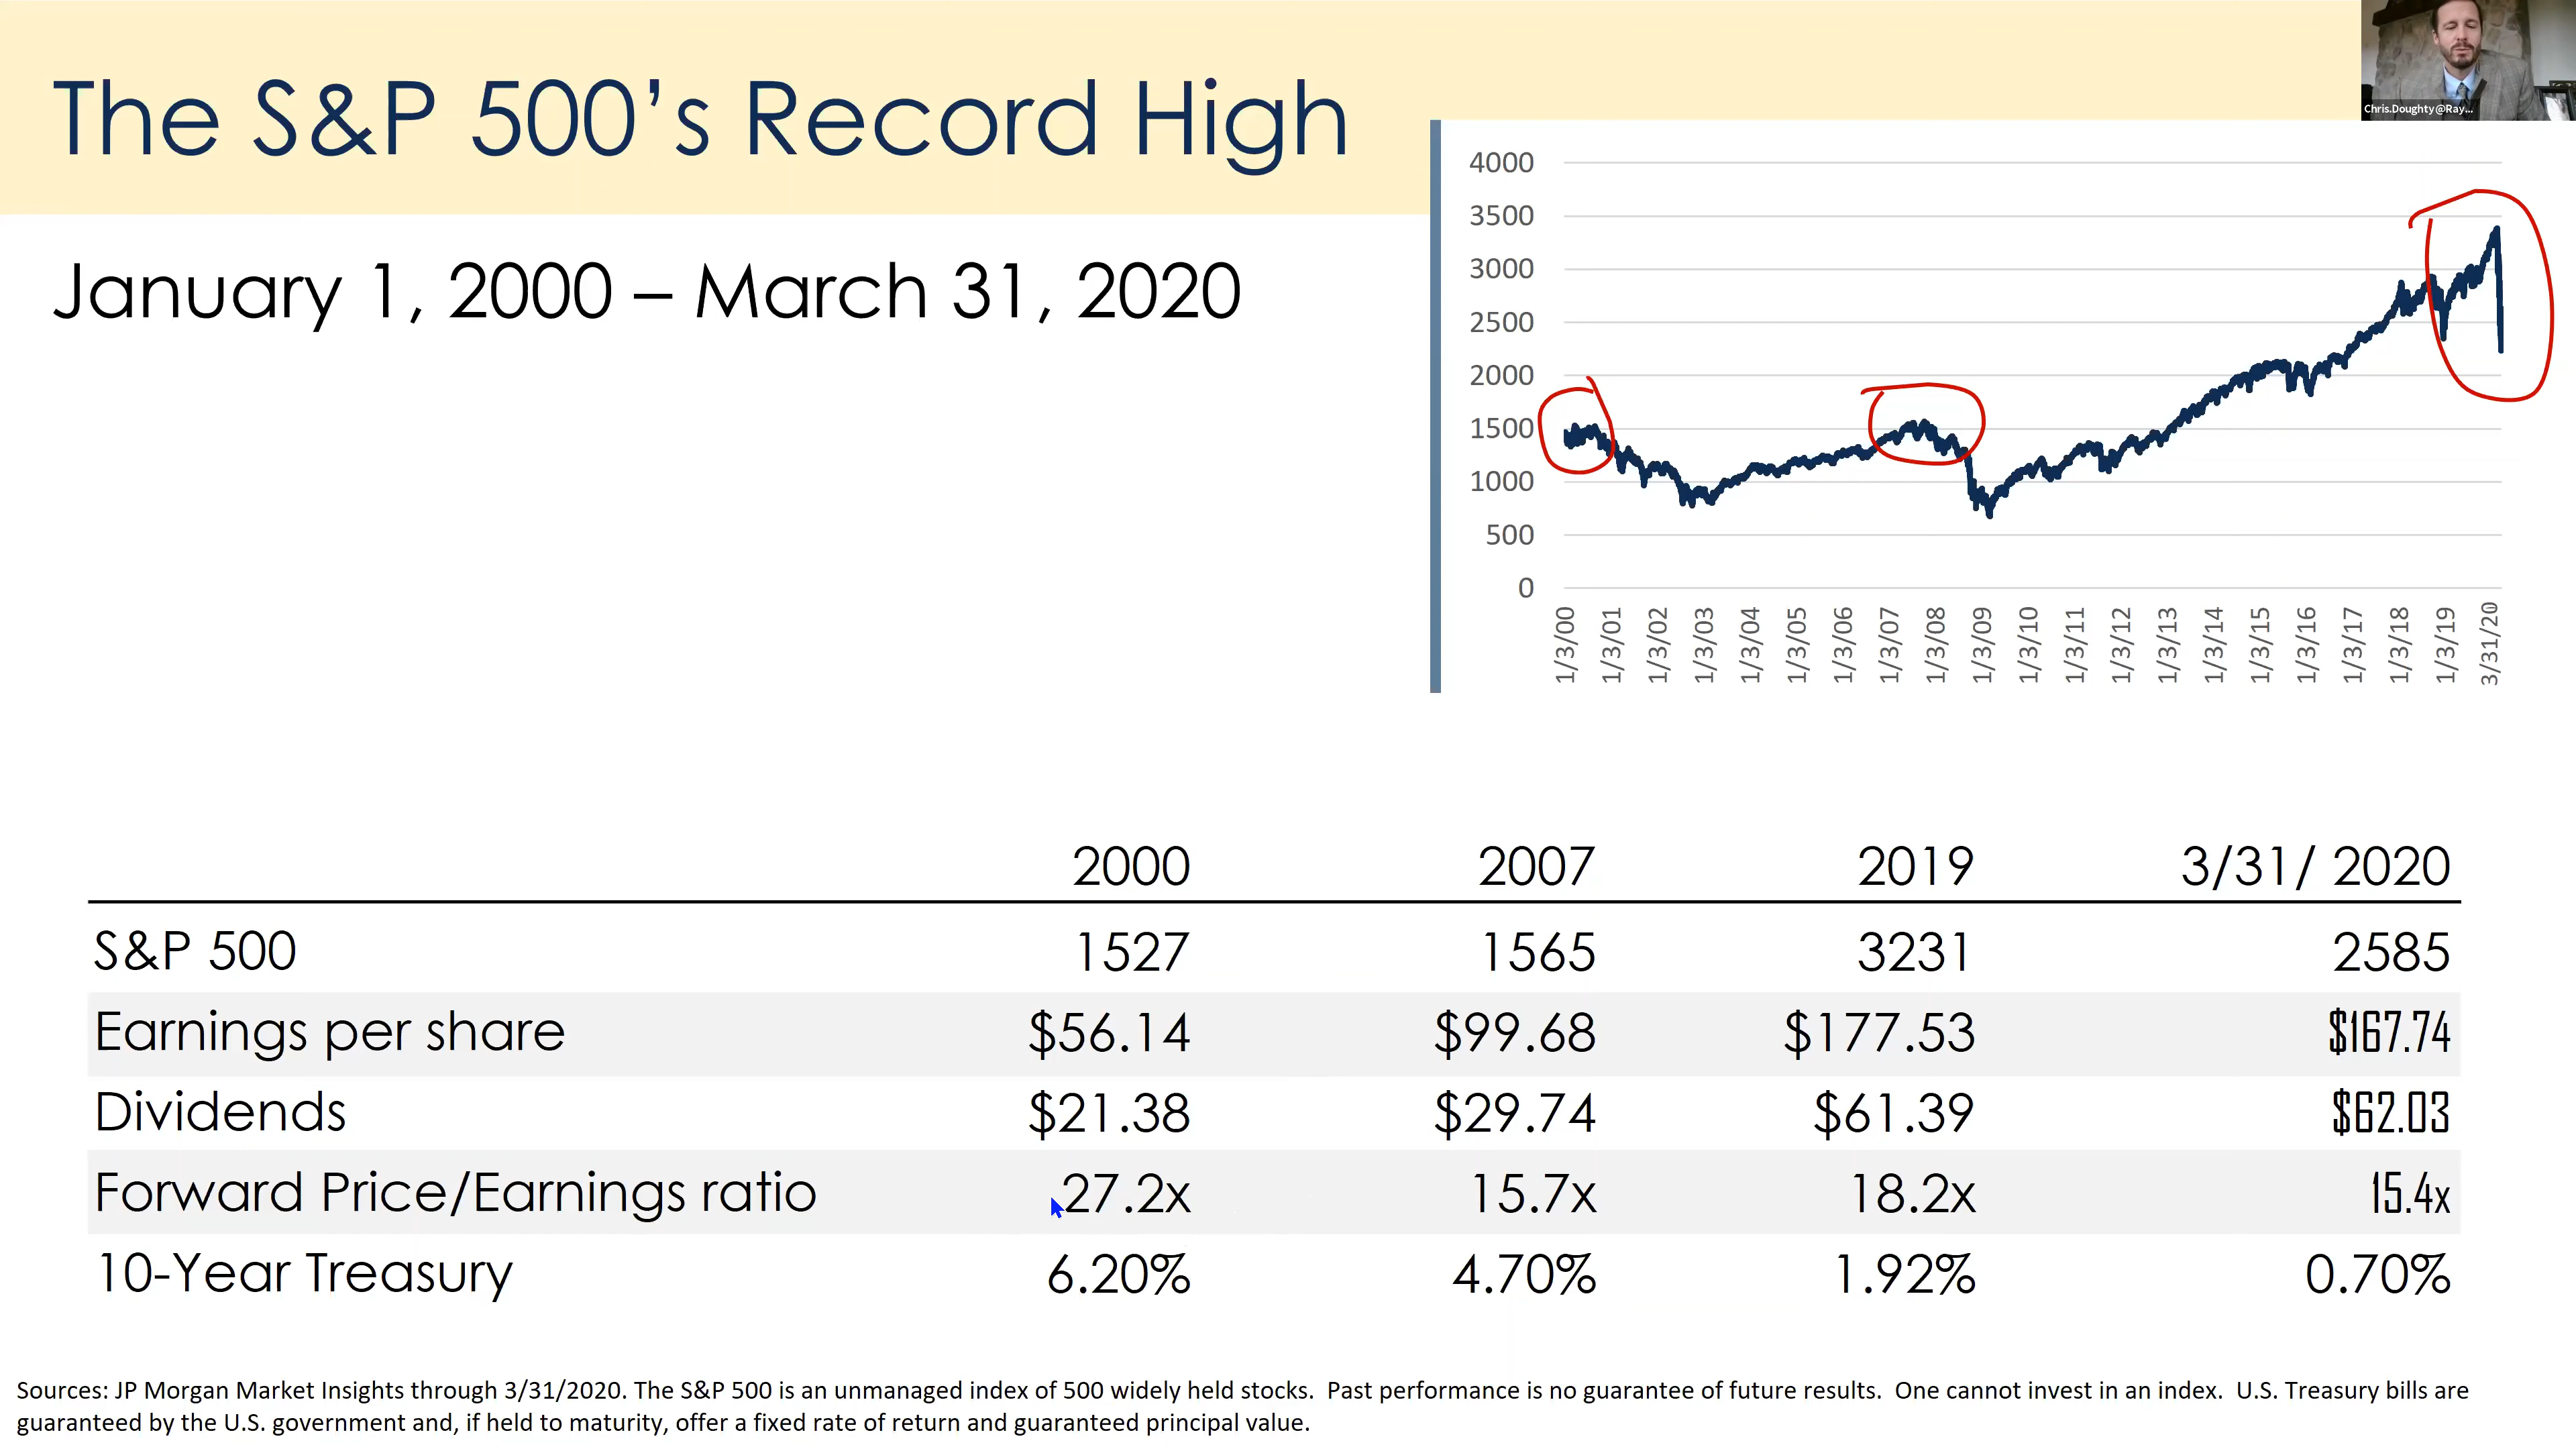 The S&P 500's Record High
Chris.Doughty@Ray...
January 1, 2000 – March 31, 2020
4000
3500
3000
2500
2000
1500
1000
500
0
1/3/00
1/3/01
1/3/02
1/3/03
1/3/04
1/3/05
1/3/06
1/3/07
1/3/08
1/3/09
1/3/10
1/3/11
1/3/12
1/3/13
1/3/14
1/3/15
1/3/16
1/3/17
1/3/18
1/3/19
3/31/20
2000 2007 2019 3/31/ 2020
S&P 500 1527 1565 3231 2585
Earnings per share $56.14 $99.68 $177.53 $167.74
Dividends $21.38 $29.74 $61.39 $62.03
Forward Price/Earnings ratio 27.2x 15.7x 18.2x 15.4x
10-Year Treasury 6.20% 4.70% 1.92% 0.70%
Sources: JP Morgan Market Insights through 3/31/2020. The S&P 500 is an unmanaged index of 500 widely held stocks. Past performance is no guarantee of future results. One cannot invest in an index. U.S. Treasury bills are
guaranteed by the U.S. government and, if held to maturity, offer a fixed rate of return and guaranteed principal value.